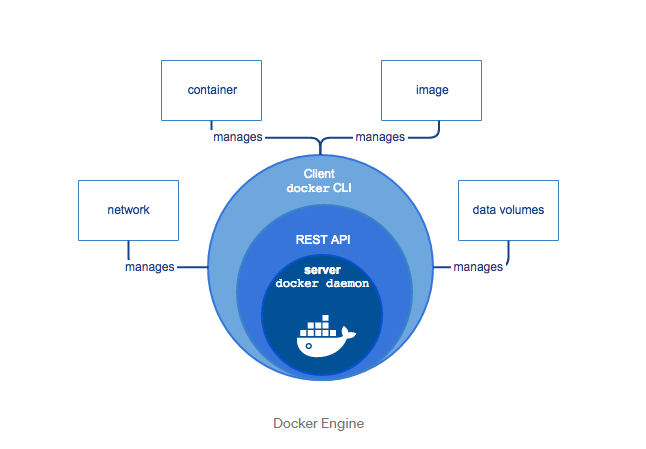 container
image
manages
manages
Client
docker CLI
network
data volumes
REST API
manages
manages
server
docker daemon
Docker Engine